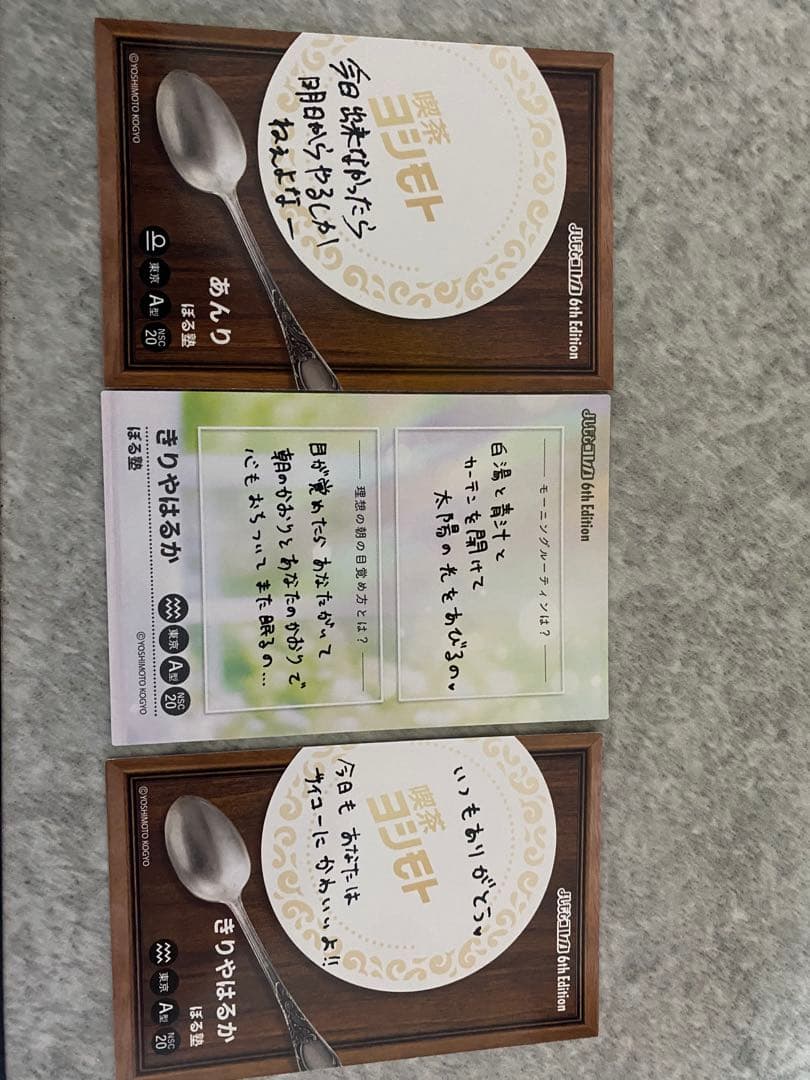 喫茶
ヨシモト
今日出来なかったら
明日からやるしか
ねぇよなー
©YOSHIMOTO KOGYO
6th Edition
あんり
ぼる塾
東京
A型
NSC
20
6th Edition
モーニングルーティンは?
白湯と青汁と
カーテンを開けて
太陽の光をあびるの♥
理想の朝の目覚め方とは?
目が覚めたら、あなたがいて
朝のかおりとあなたのかおりで
心もおちついてまた眠るの...
きりやはるか
ぼる塾
東京
A型
NSC
20
©YOSHIMOTO KOGYO
喫茶
ヨシモト
いつもありがとう♥
今日もあなたは
サイコーにかわいいよ!!
©YOSHIMOTO KOGYO
6th Edition
きりやはるか
ぼる塾
東京
A型
NSC
20